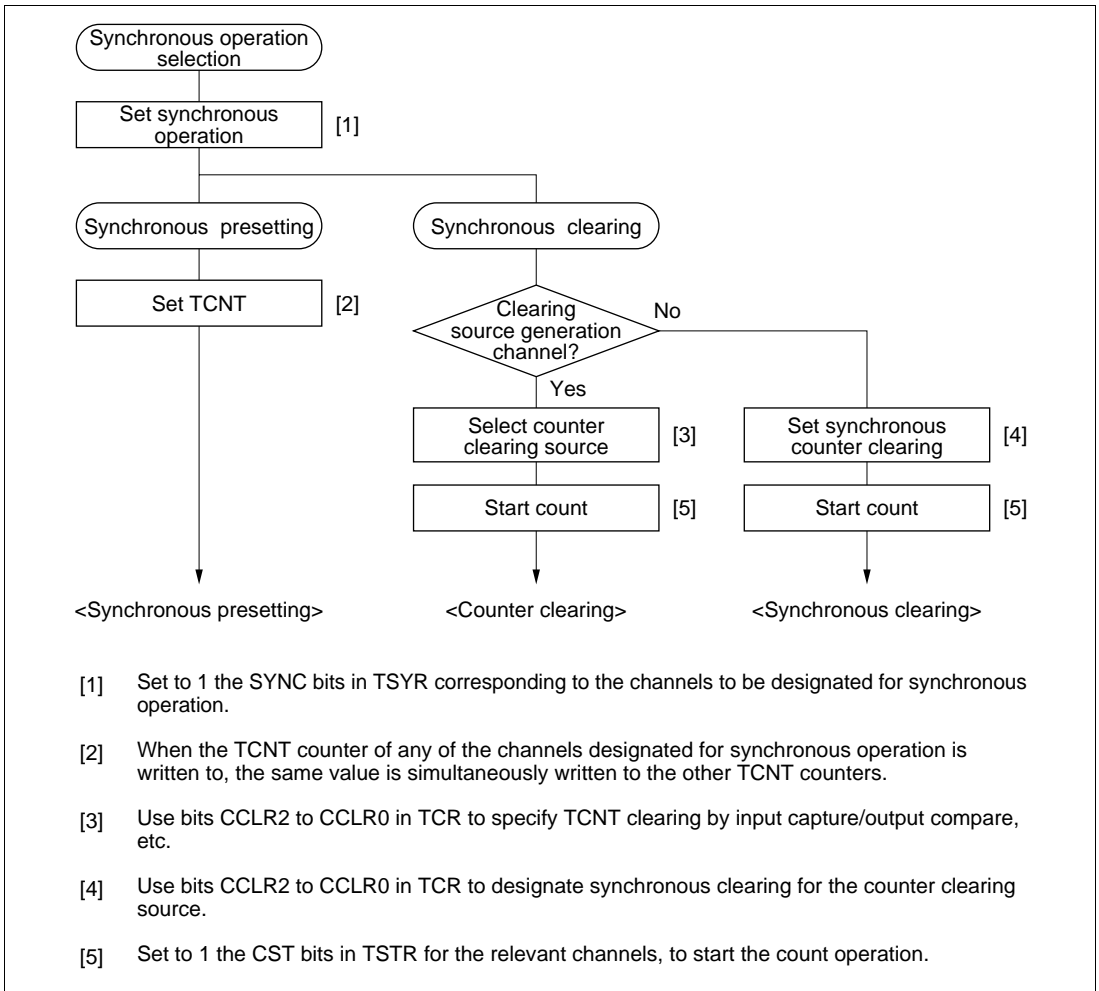 Synchronous operation
selection
Set synchronous
operation
[1]
Synchronous presetting
Synchronous clearing
Set TCNT
[2]
Clearing
source generation
channel?
No
Yes
Select counter
clearing source
[3]
Set synchronous
counter clearing
[4]
Start count
[5]
Start count
[5]
<Synchronous presetting>
<Counter clearing>
<Synchronous clearing>
[1] Set to 1 the SYNC bits in TSYR corresponding to the channels to be designated for synchronous
operation.
[2] When the TCNT counter of any of the channels designated for synchronous operation is
written to, the same value is simultaneously written to the other TCNT counters.
[3] Use bits CCLR2 to CCLR0 in TCR to specify TCNT clearing by input capture/output compare,
etc.
[4] Use bits CCLR2 to CCLR0 in TCR to designate synchronous clearing for the counter clearing
source.
[5] Set to 1 the CST bits in TSTR for the relevant channels, to start the count operation.